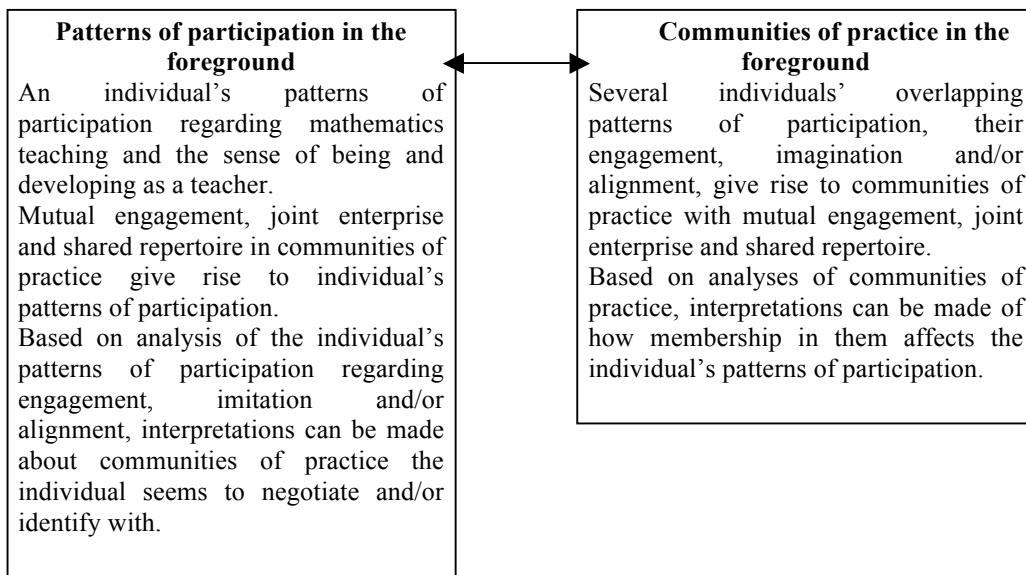 Patterns of participation in the
foreground
An individual’s patterns of
participation regarding mathematics
teaching and the sense of being and
developing as a teacher.
Mutual engagement, joint enterprise
and shared repertoire in communities of
practice give rise to individual’s
patterns of participation.
Based on analysis of the individual’s
patterns of participation regarding
engagement, imitation and/or
alignment, interpretations can be made
about communities of practice the
individual seems to negotiate and/or
identify with.
Communities of practice in the
foreground
Several individuals’ overlapping
patterns of participation, their
engagement, imagination and/or
alignment, give rise to communities of
practice with mutual engagement, joint
enterprise and shared repertoire.
Based on analyses of communities of
practice, interpretations can be made of
how membership in them affects the
individual’s patterns of participation.